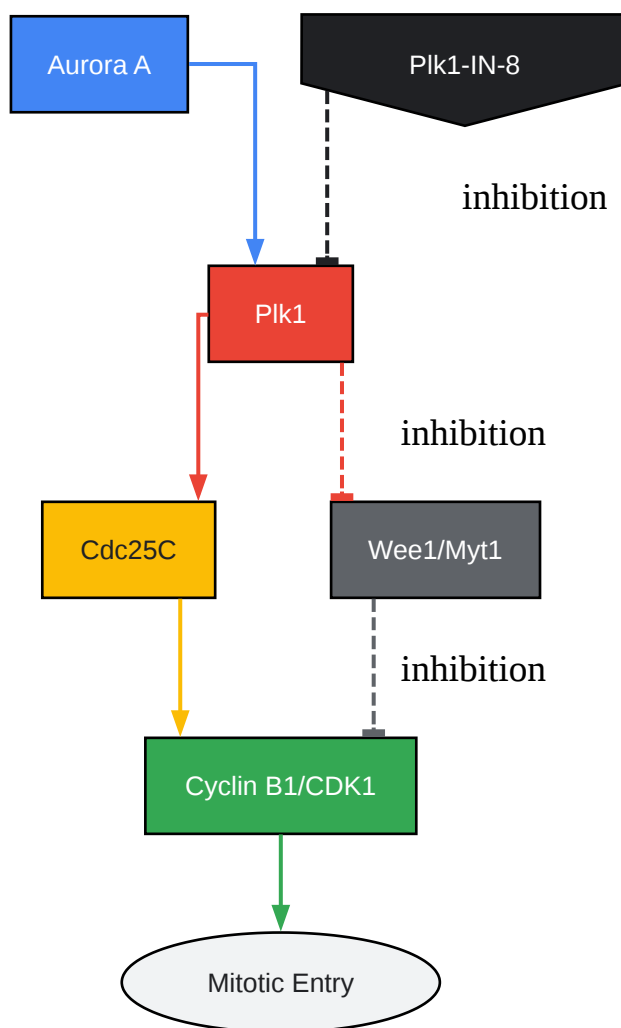 Aurora A
Plk1-IN-8
inhibition
Plk1
inhibition
Cdc25C
Wee1/Myt1
inhibition
Cyclin B1/CDK1
Mitotic Entry